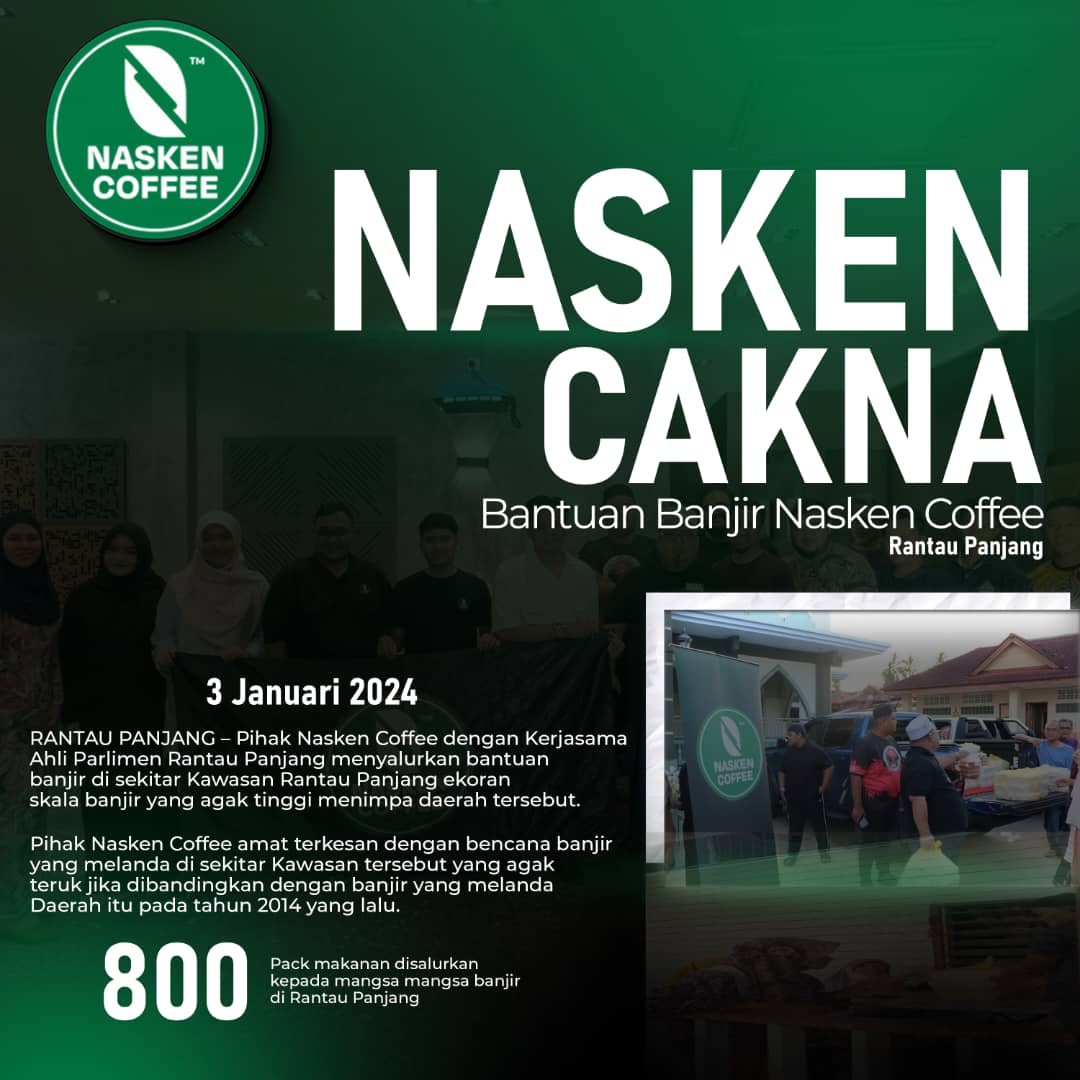 NASKEN
COFFEE
™
NASKEN
CAKNA
Bantuan Banjir Nasken Coffee
Rantau Panjang
3 Januari 2024
RANTAU PANJANG – Pihak Nasken Coffee dengan Kerjasama
Ahli Parlimen Rantau Panjang menyalurkan bantuan
banjir di sekitar Kawasan Rantau Panjang ekoran
skala banjir yang agak tinggi menimpa daerah tersebut.
Pihak Nasken Coffee amat terkesan dengan bencana banjir
yang melanda di sekitar Kawasan tersebut yang agak
teruk jika dibandingkan dengan banjir yang melanda
Daerah itu pada tahun 2014 yang lalu.
800
Pack makanan disalurkan
kepada mangsa mangsa banjir
di Rantau Panjang
NASKEN
COFFEE